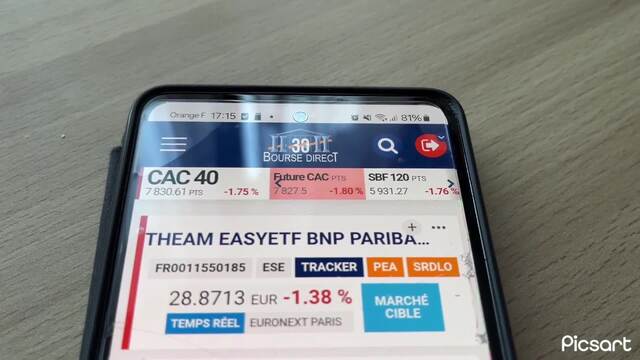 Orange F 17:15 81%
30
BOURSE DIRECT
CAC 40 Future CAC PTS SBF 120 PTS
7 830.61 PTS -1.75 % 7 827.5 -1.80 % 5 931.27 -1.76 %
THEAM EASYETF BNP PARIBA...
FR0011550185 ESE TRACKER PEA SRDLO
28.8713 EUR -1.38 % MARCHÉ CIBLE
TEMPS RÉEL EURONEXT PARIS
Picsart